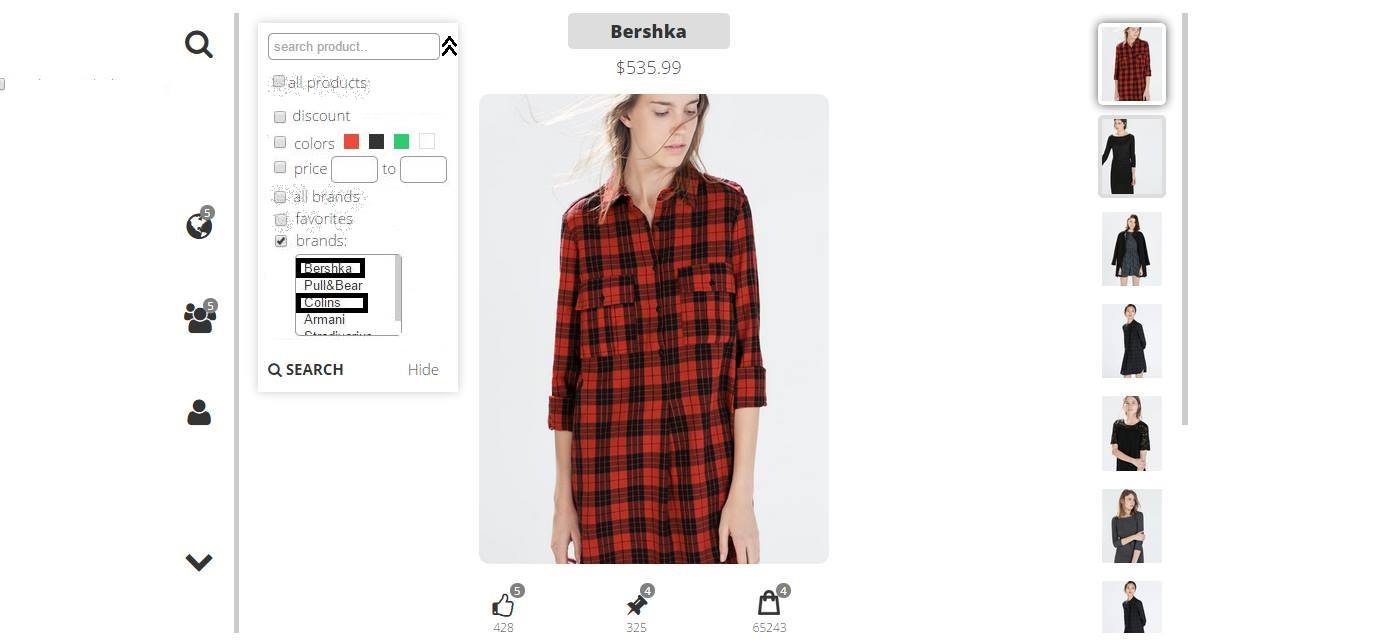 search product..
all products
discount
colors
price to
all brands
favorites
brands:
Bershka
Pull&Bear
Colins
Armani
Stradivarius
SEARCH Hide
5
5
Bershka
$535.99
5
4
4
428
325
65243